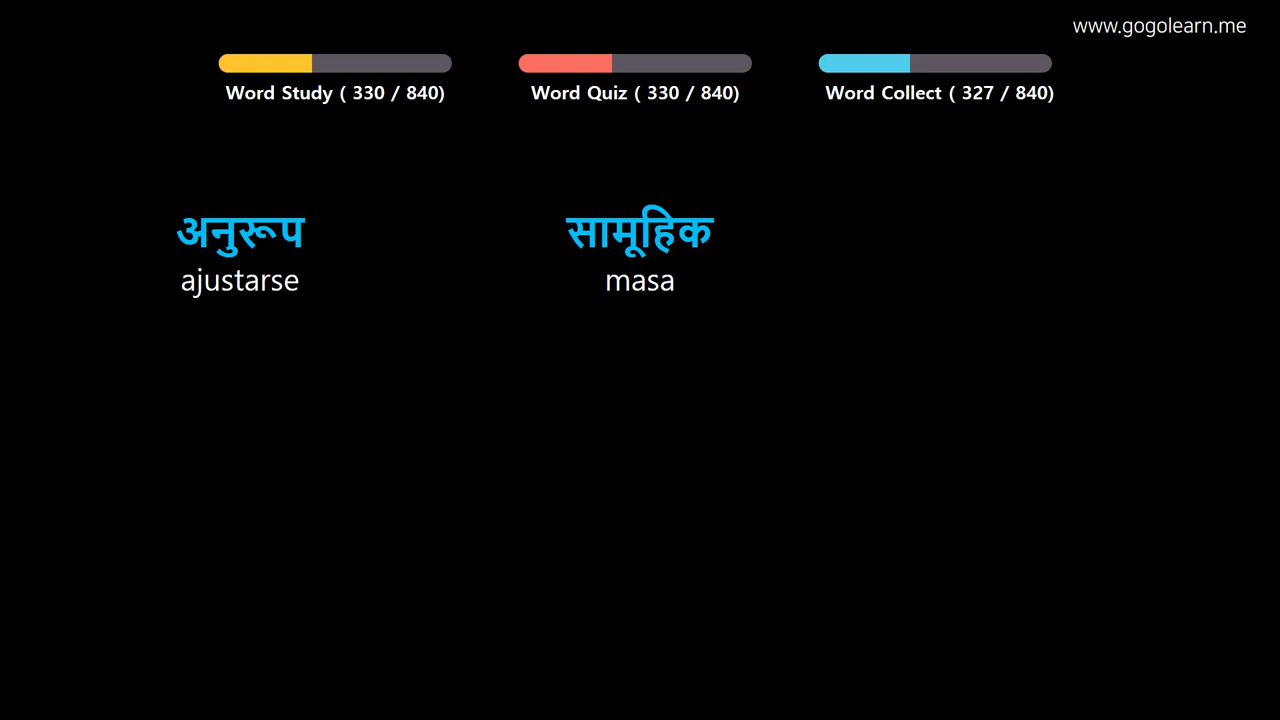 www.gogolearn.me
Word Study ( 330 / 840)
Word Quiz ( 330 / 840)
Word Collect ( 327 / 840)
अनुरूप
ajustarse
सामूहिक
masa